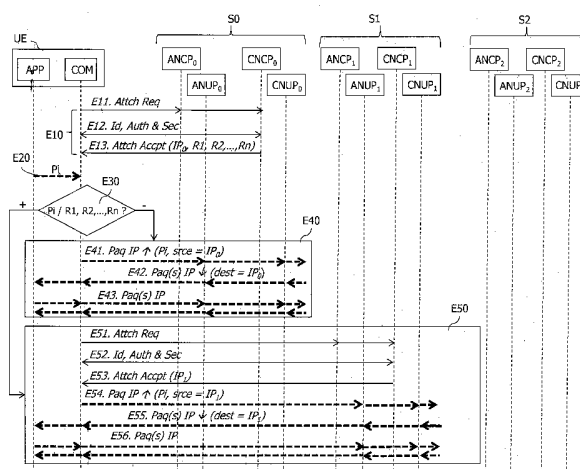 S0
S1
S2
UE
APP
COM
ANCP0
CNCP0
ANCP1
CNCP1
ANCP2
CNCP2
ANUP0
CNUP0
ANUP1
CNUP1
ANUP2
CNUP
E10
E11. Attch Req
E12. Id, Auth & Sec
E13. Attch Accpt (IP0, R1, R2,...,Rn)
E20
Pi
E30
+
Pi / R1, R2,...,Rn ?
-
E40
E41. Paq IP ↑ (Pi, srce = IP0)
E42. Paq(s) IP ↓ (dest = IP0)
E43. Paq(s) IP
E50
E51. Attch Req
E52. Id, Auth & Sec
E53. Attch Accpt (IP1)
E54. Paq IP ↑ (Pi, srce = IP1)
E55. Paq(s) IP ↓ (dest = IP1)
E56. Paq(s) IP